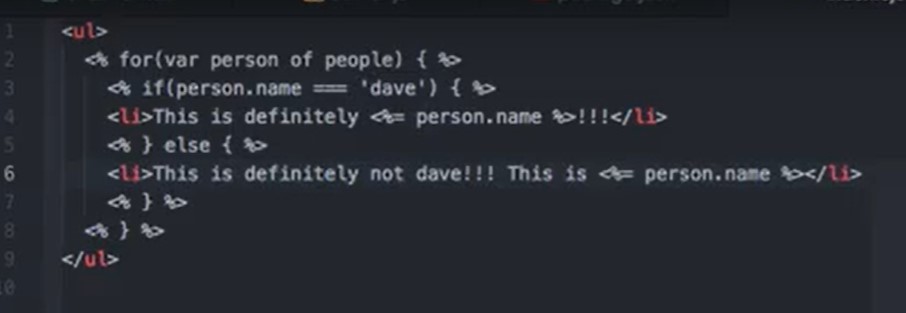 1 <ul>
2 <% for(var person of people) { %>
3 <% if(person.name === 'dave') { %>
4 <li>This is definitely <%= person.name %>!!!</li>
5 <% } else { %>
6 <li>This is definitely not dave!!! This is <%= person.name %></li>
7 <% } %>
8 <% } %>
9 </ul>
10